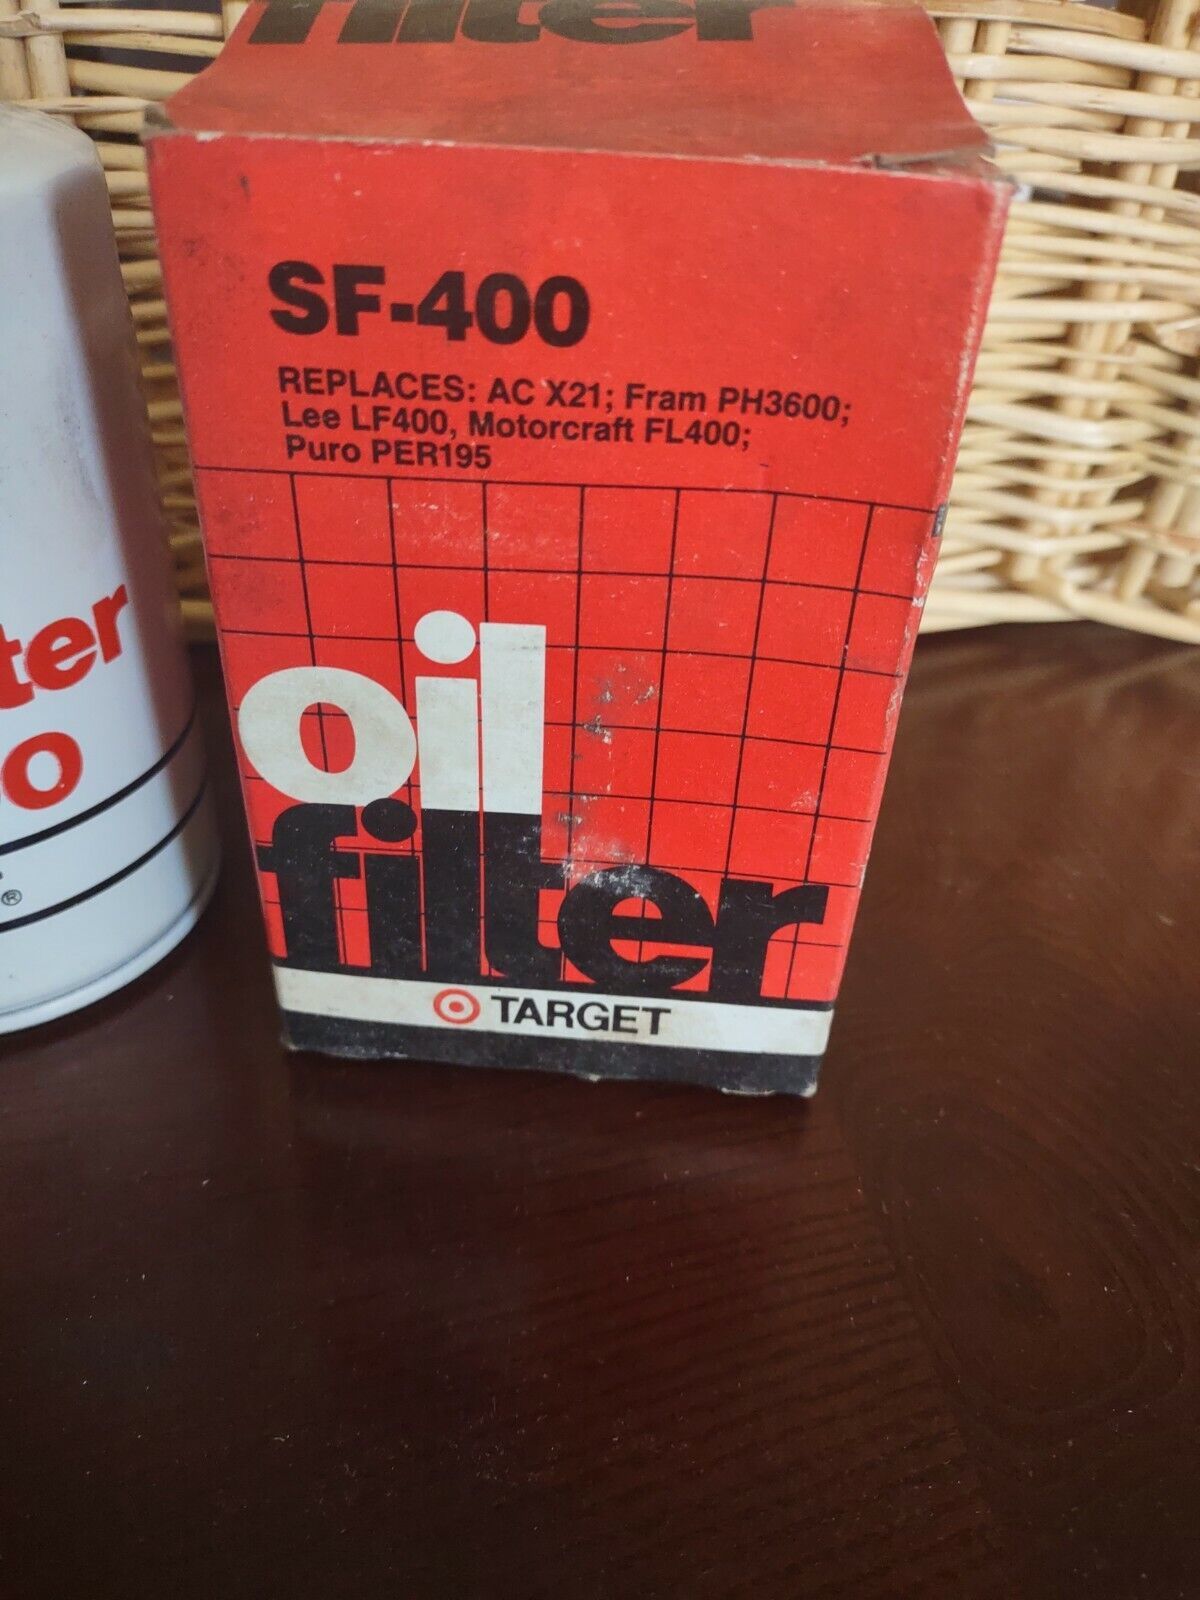 filter
SF-400
REPLACES: AC X21; Fram PH3600;
Lee LF400, Motorcraft FL400;
Puro PER195
oil
filter
TARGET
ter
®